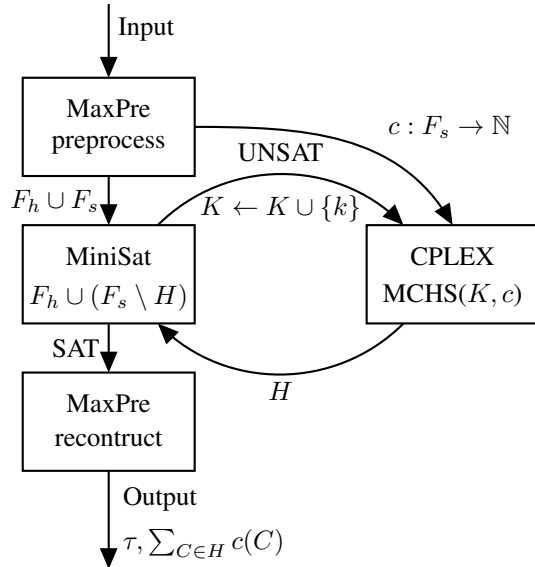 Input
MaxPre
preprocess
c : F_s → ℕ
UNSAT
F_h ∪ F_s
K ← K ∪ {k}
MiniSat
F_h ∪ (F_s \ H)
CPLEX
MCHS(K, c)
SAT
H
MaxPre
recontruct
Output
τ, ∑_{C∈H} c(C)